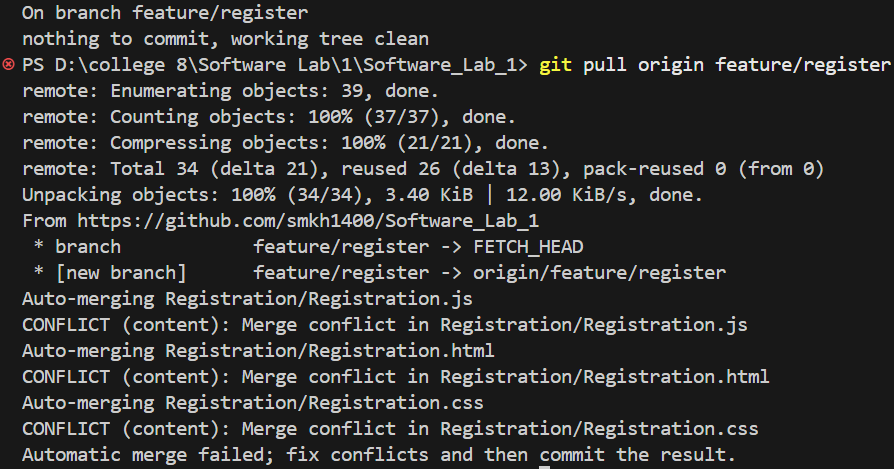 On branch feature/register
nothing to commit, working tree clean
PS D:\college 8\Software Lab\1\Software_Lab_1> git pull origin feature/register
remote: Enumerating objects: 39, done.
remote: Counting objects: 100% (37/37), done.
remote: Compressing objects: 100% (21/21), done.
remote: Total 34 (delta 21), reused 26 (delta 13), pack-reused 0 (from 0)
Unpacking objects: 100% (34/34), 3.40 KiB | 12.00 KiB/s, done.
From https://github.com/smkh1400/Software_Lab_1
 * branch            feature/register -> FETCH_HEAD
 * [new branch]      feature/register -> origin/feature/register
Auto-merging Registration/Registration.js
CONFLICT (content): Merge conflict in Registration/Registration.js
Auto-merging Registration/Registration.html
CONFLICT (content): Merge conflict in Registration/Registration.html
Auto-merging Registration/Registration.css
CONFLICT (content): Merge conflict in Registration/Registration.css
Automatic merge failed; fix conflicts and then commit the result.